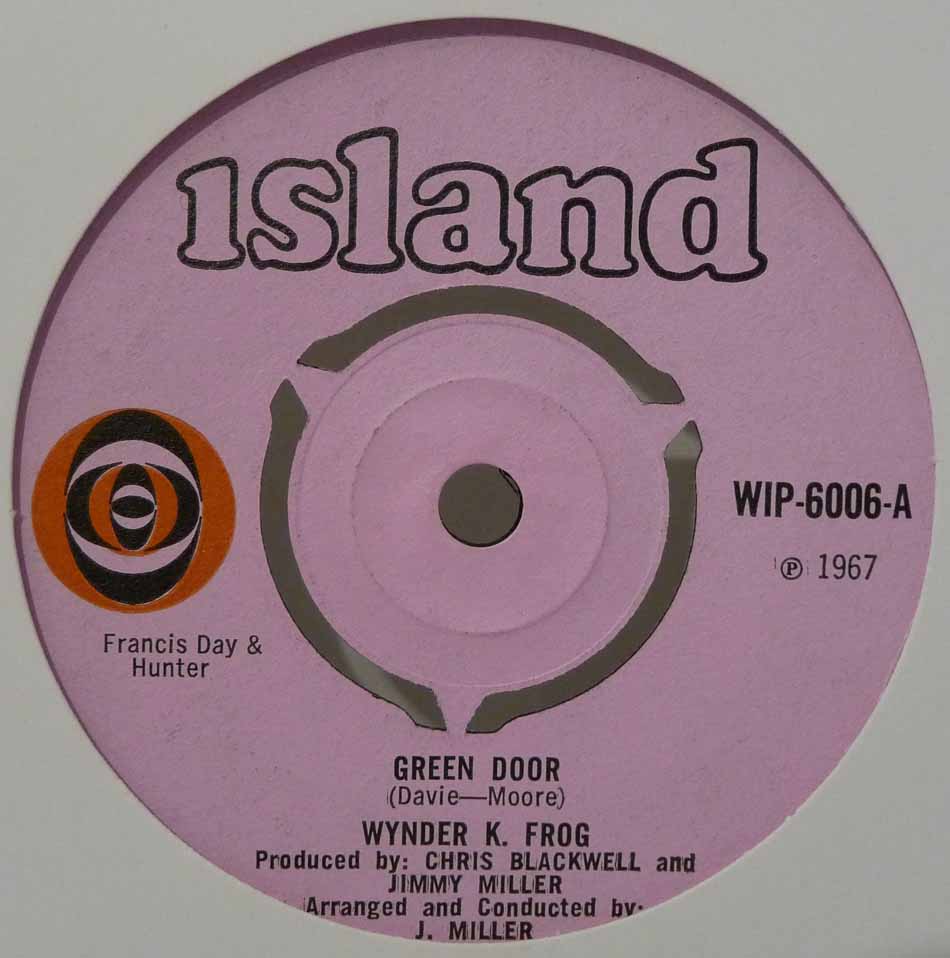 ısland
WIP-6006-A
℗ 1967
Francis Day &
Hunter
GREEN DOOR
(Davie—Moore)
WYNDER K. FROG
Produced by: CHRIS BLACKWELL and
JIMMY MILLER
Arranged and Conducted by:
J. MILLER